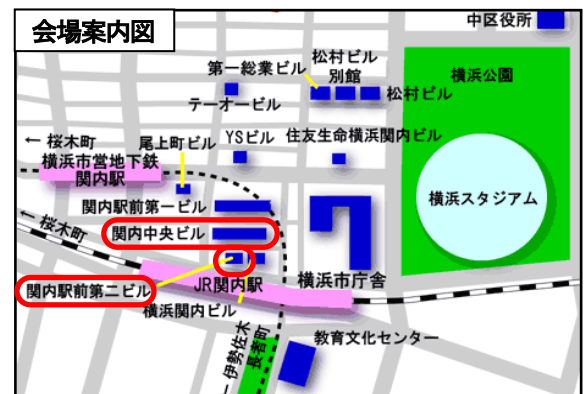 会場案内図
中区役所
松村ビル
別館
第一総業ビル
横浜公園
松村ビル
テーオービル
← 桜木町
尾上町ビル
YSビル
住友生命横浜関内ビル
横浜市営地下鉄
関内駅
横浜スタジアム
関内駅前第一ビル
← 桜木町
関内中央ビル
関内駅前第二ビル
JR関内駅
横浜市庁舎
横浜関内ビル
教育文化センター
← 伊勢佐木
長者町